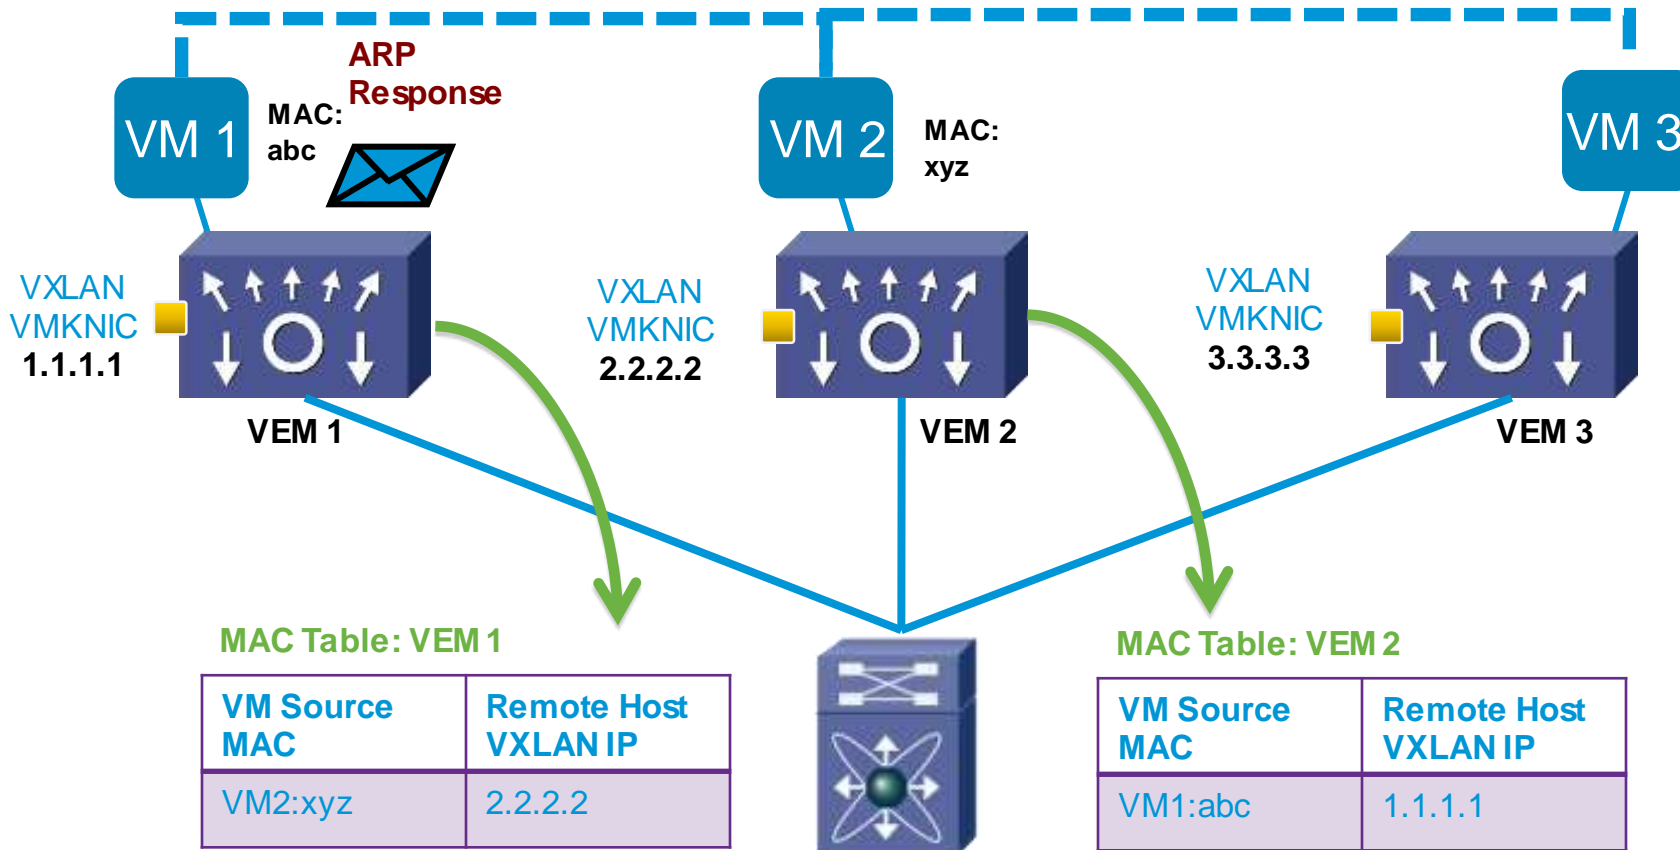 ARP
Response
VM 1
MAC:
abc
VM 2
MAC:
xyz
VM 3
VXLAN
VMKNIC
1.1.1.1
VXLAN
VMKNIC
2.2.2.2
VXLAN
VMKNIC
3.3.3.3
VEM 1
VEM 2
VEM 3
MAC Table: VEM 1
VM Source MAC
Remote Host VXLAN IP
VM2:xyz
2.2.2.2
MAC Table: VEM 2
VM Source MAC
Remote Host VXLAN IP
VM1:abc
1.1.1.1